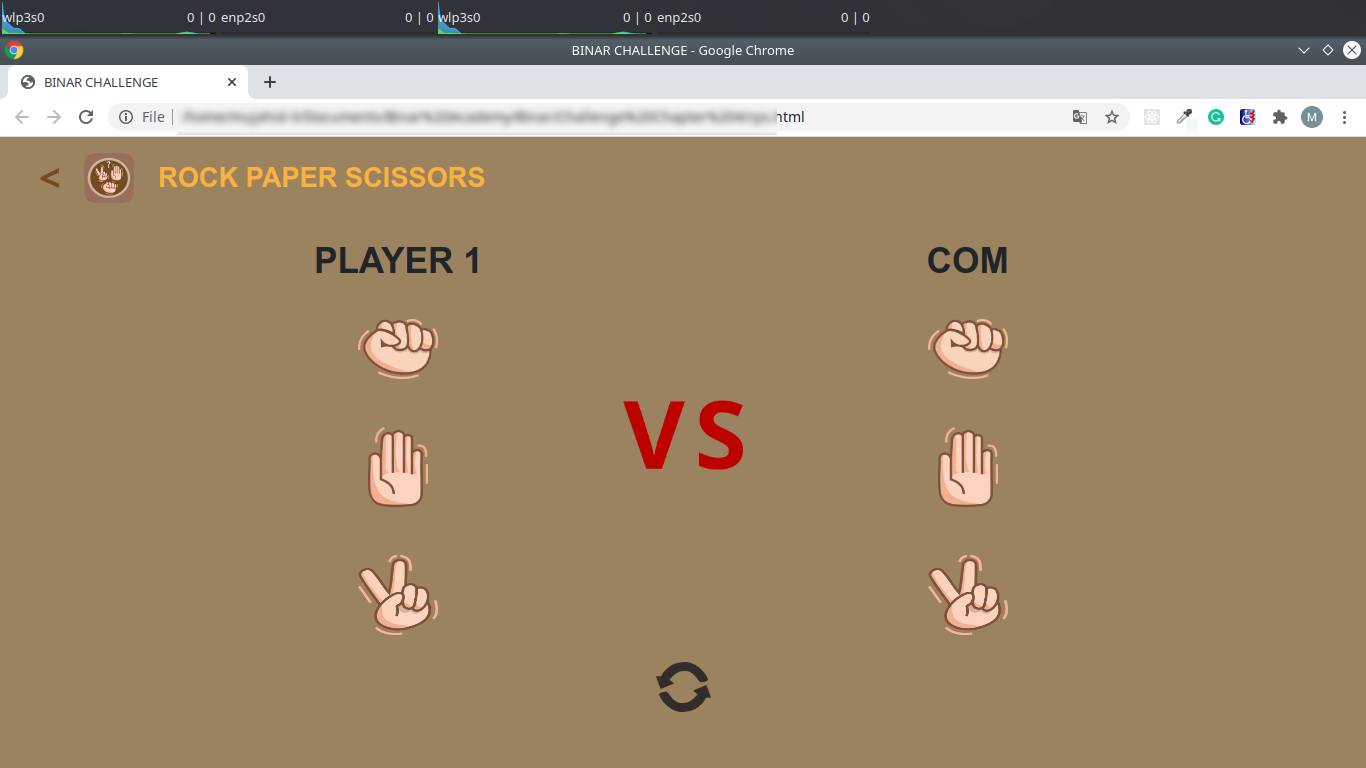 wlp3s0 0 | 0 enp2s0 0 | 0 wlp3s0 0 | 0 enp2s0 0 | 0
BINAR CHALLENGE - Google Chrome
BINAR CHALLENGE
File html
M
< ROCK PAPER SCISSORS
PLAYER 1 COM
VS